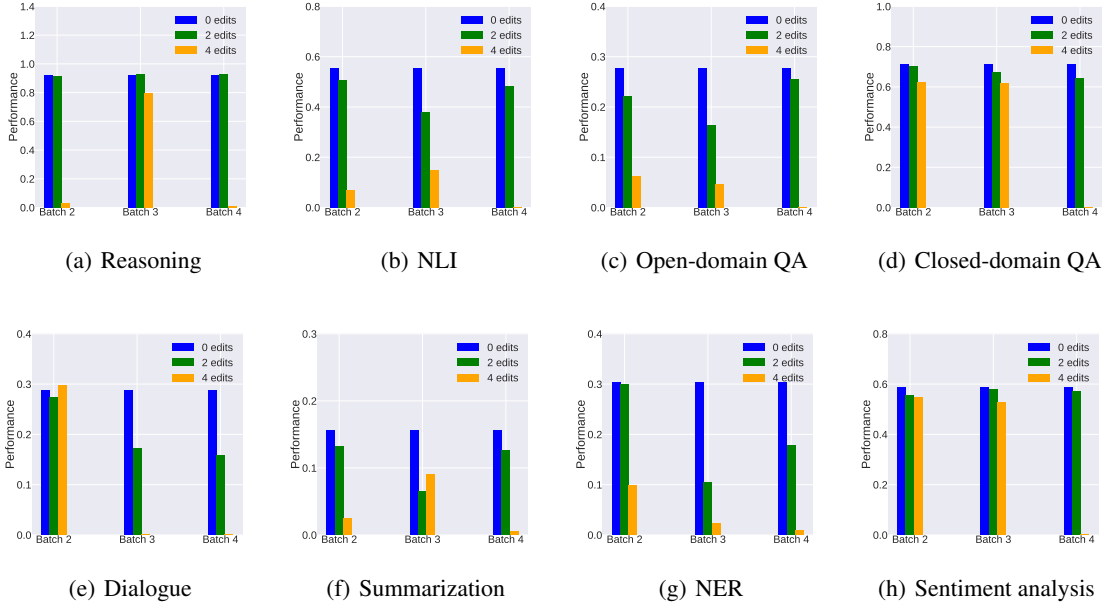 1.4
1.2
1.0
0.8
0.6
0.4
0.2
0.0
Performance
0 edits
2 edits
4 edits
Batch 2
Batch 3
Batch 4
(a) Reasoning
0.8
0.6
0.4
0.2
0.0
Performance
0 edits
2 edits
4 edits
Batch 2
Batch 3
Batch 4
(b) NLI
0.4
0.3
0.2
0.1
0.0
Performance
0 edits
2 edits
4 edits
Batch 2
Batch 3
Batch 4
(c) Open-domain QA
1.0
0.8
0.6
0.4
0.2
0.0
Performance
0 edits
2 edits
4 edits
Batch 2
Batch 3
Batch 4
(d) Closed-domain QA
0.4
0.3
0.2
0.1
0.0
Performance
0 edits
2 edits
4 edits
Batch 2
Batch 3
Batch 4
(e) Dialogue
0.3
0.2
0.1
0.0
Performance
0 edits
2 edits
4 edits
Batch 2
Batch 3
Batch 4
(f) Summarization
0.4
0.3
0.2
0.1
0.0
Performance
0 edits
2 edits
4 edits
Batch 2
Batch 3
Batch 4
(g) NER
0.8
0.6
0.4
0.2
0.0
Performance
0 edits
2 edits
4 edits
Batch 2
Batch 3
Batch 4
(h) Sentiment analysis